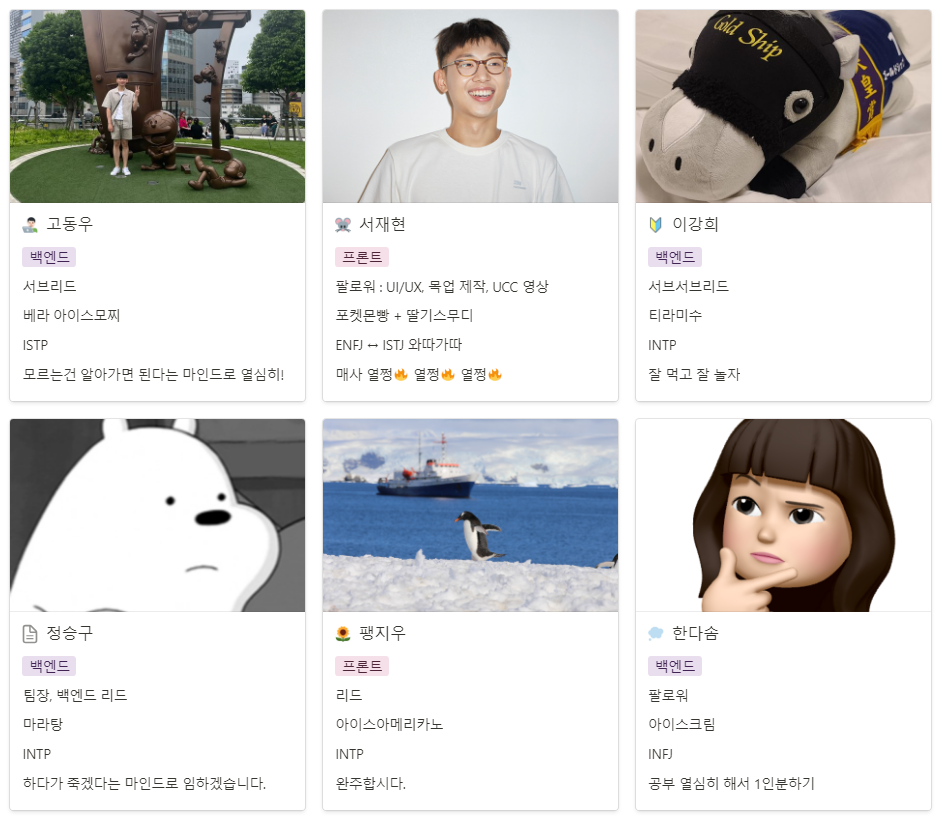 Gold Ship
고동우
백엔드
서브리드
베라 아이스모찌
ISTP
모르는건 알아가면 된다는 마인드로 열심히!
서재현
프론트
팔로워 : UI/UX, 목업 제작, UCC 영상
포켓몬빵 + 딸기스무디
ENFJ ↔ ISTJ 와따가따
매사 열쩡🔥 열쩡🔥 열쩡🔥
이강희
백엔드
서브서브리드
티라미수
INTP
잘 먹고 잘 놀자
정승구
백엔드
팀장, 백엔드 리드
마라탕
INTP
하다가 죽겠다는 마인드로 임하겠습니다.
팽지우
프론트
리드
아이스아메리카노
INTP
완주합시다.
한다솜
백엔드
팔로워
아이스크림
INFJ
공부 열심히 해서 1인분하기